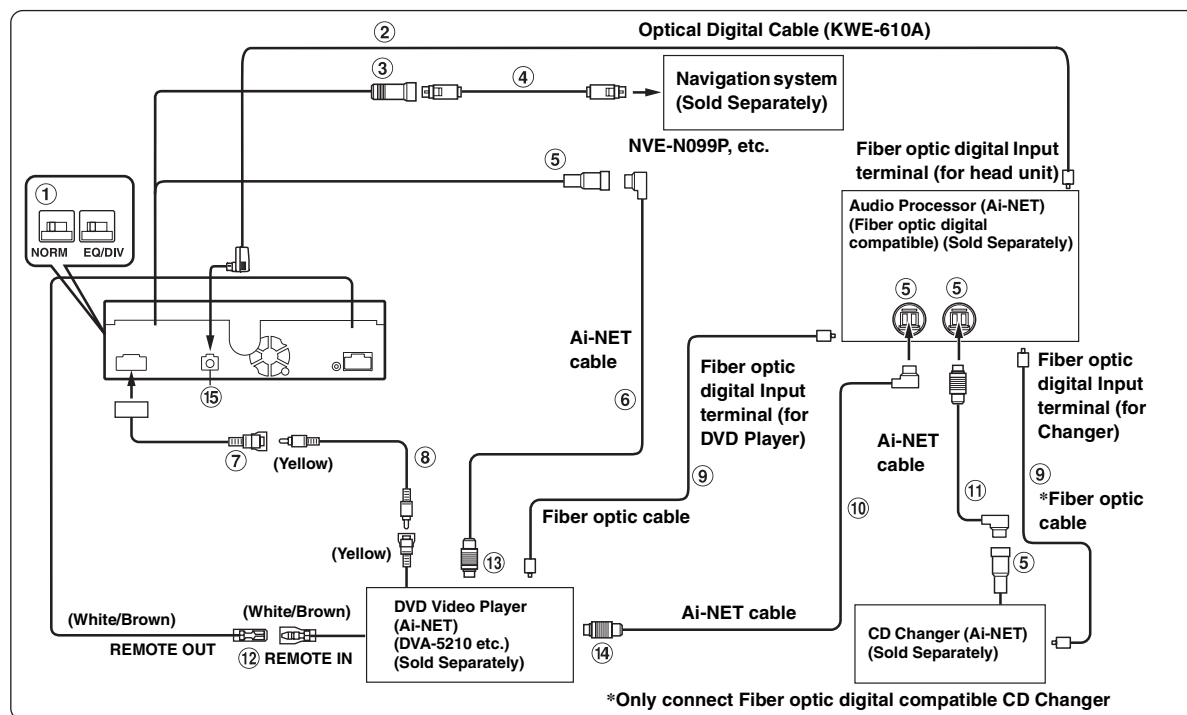 ②
Optical Digital Cable (KWE-610A)
③
④
Navigation system
(Sold Separately)
NVE-N099P, etc.
⑤
Fiber optic digital Input
terminal (for head unit)
①
NORM EQ/DIV
Audio Processor (Ai-NET)
(Fiber optic digital
compatible) (Sold Separately)
⑤ ⑤
Ai-NET
cable
⑥
⑮
Fiber optic
digital Input
terminal (for
DVD Player)
Fiber optic
digital Input
terminal (for
Changer)
Ai-NET
cable
⑦
(Yellow)
⑧
⑨
⑩
⑪
⑨
*Fiber optic
cable
Fiber optic cable
(Yellow)
⑬
⑤
(White/Brown)
REMOTE OUT
⑫
(White/Brown)
REMOTE IN
DVD Video Player
(Ai-NET)
(DVA-5210 etc.)
(Sold Separately)
⑭
Ai-NET cable
CD Changer (Ai-NET)
(Sold Separately)
*Only connect Fiber optic digital compatible CD Changer